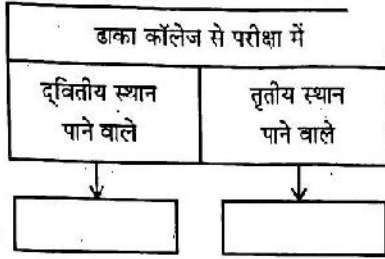 ढाका कॉलेज से परीक्षा में
द्वितीय स्थान
पाने वाले
तृतीय स्थान
पाने वाले